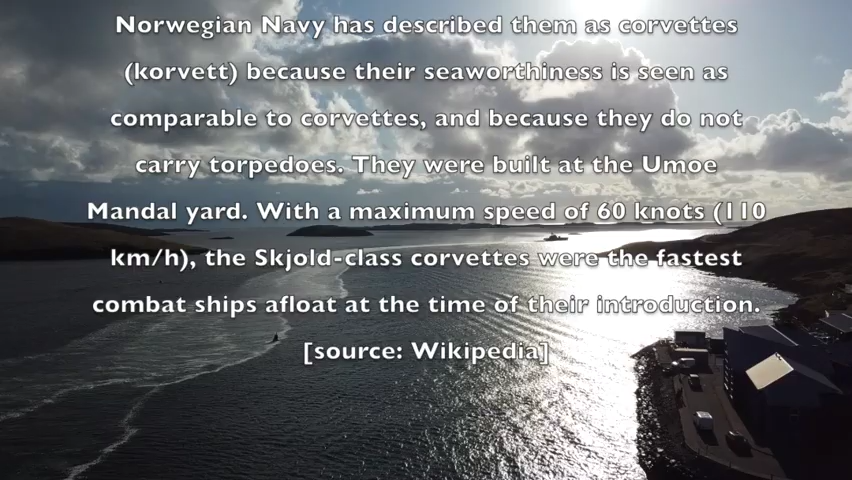 Norwegian Navy has described them as corvettes
(korvett) because their seaworthiness is seen as
comparable to corvettes, and because they do not
carry torpedoes. They were built at the Umoe
Mandal yard. With a maximum speed of 60 knots (110
km/h), the Skjold-class corvettes were the fastest
combat ships afloat at the time of their introduction.
[source: Wikipedia]